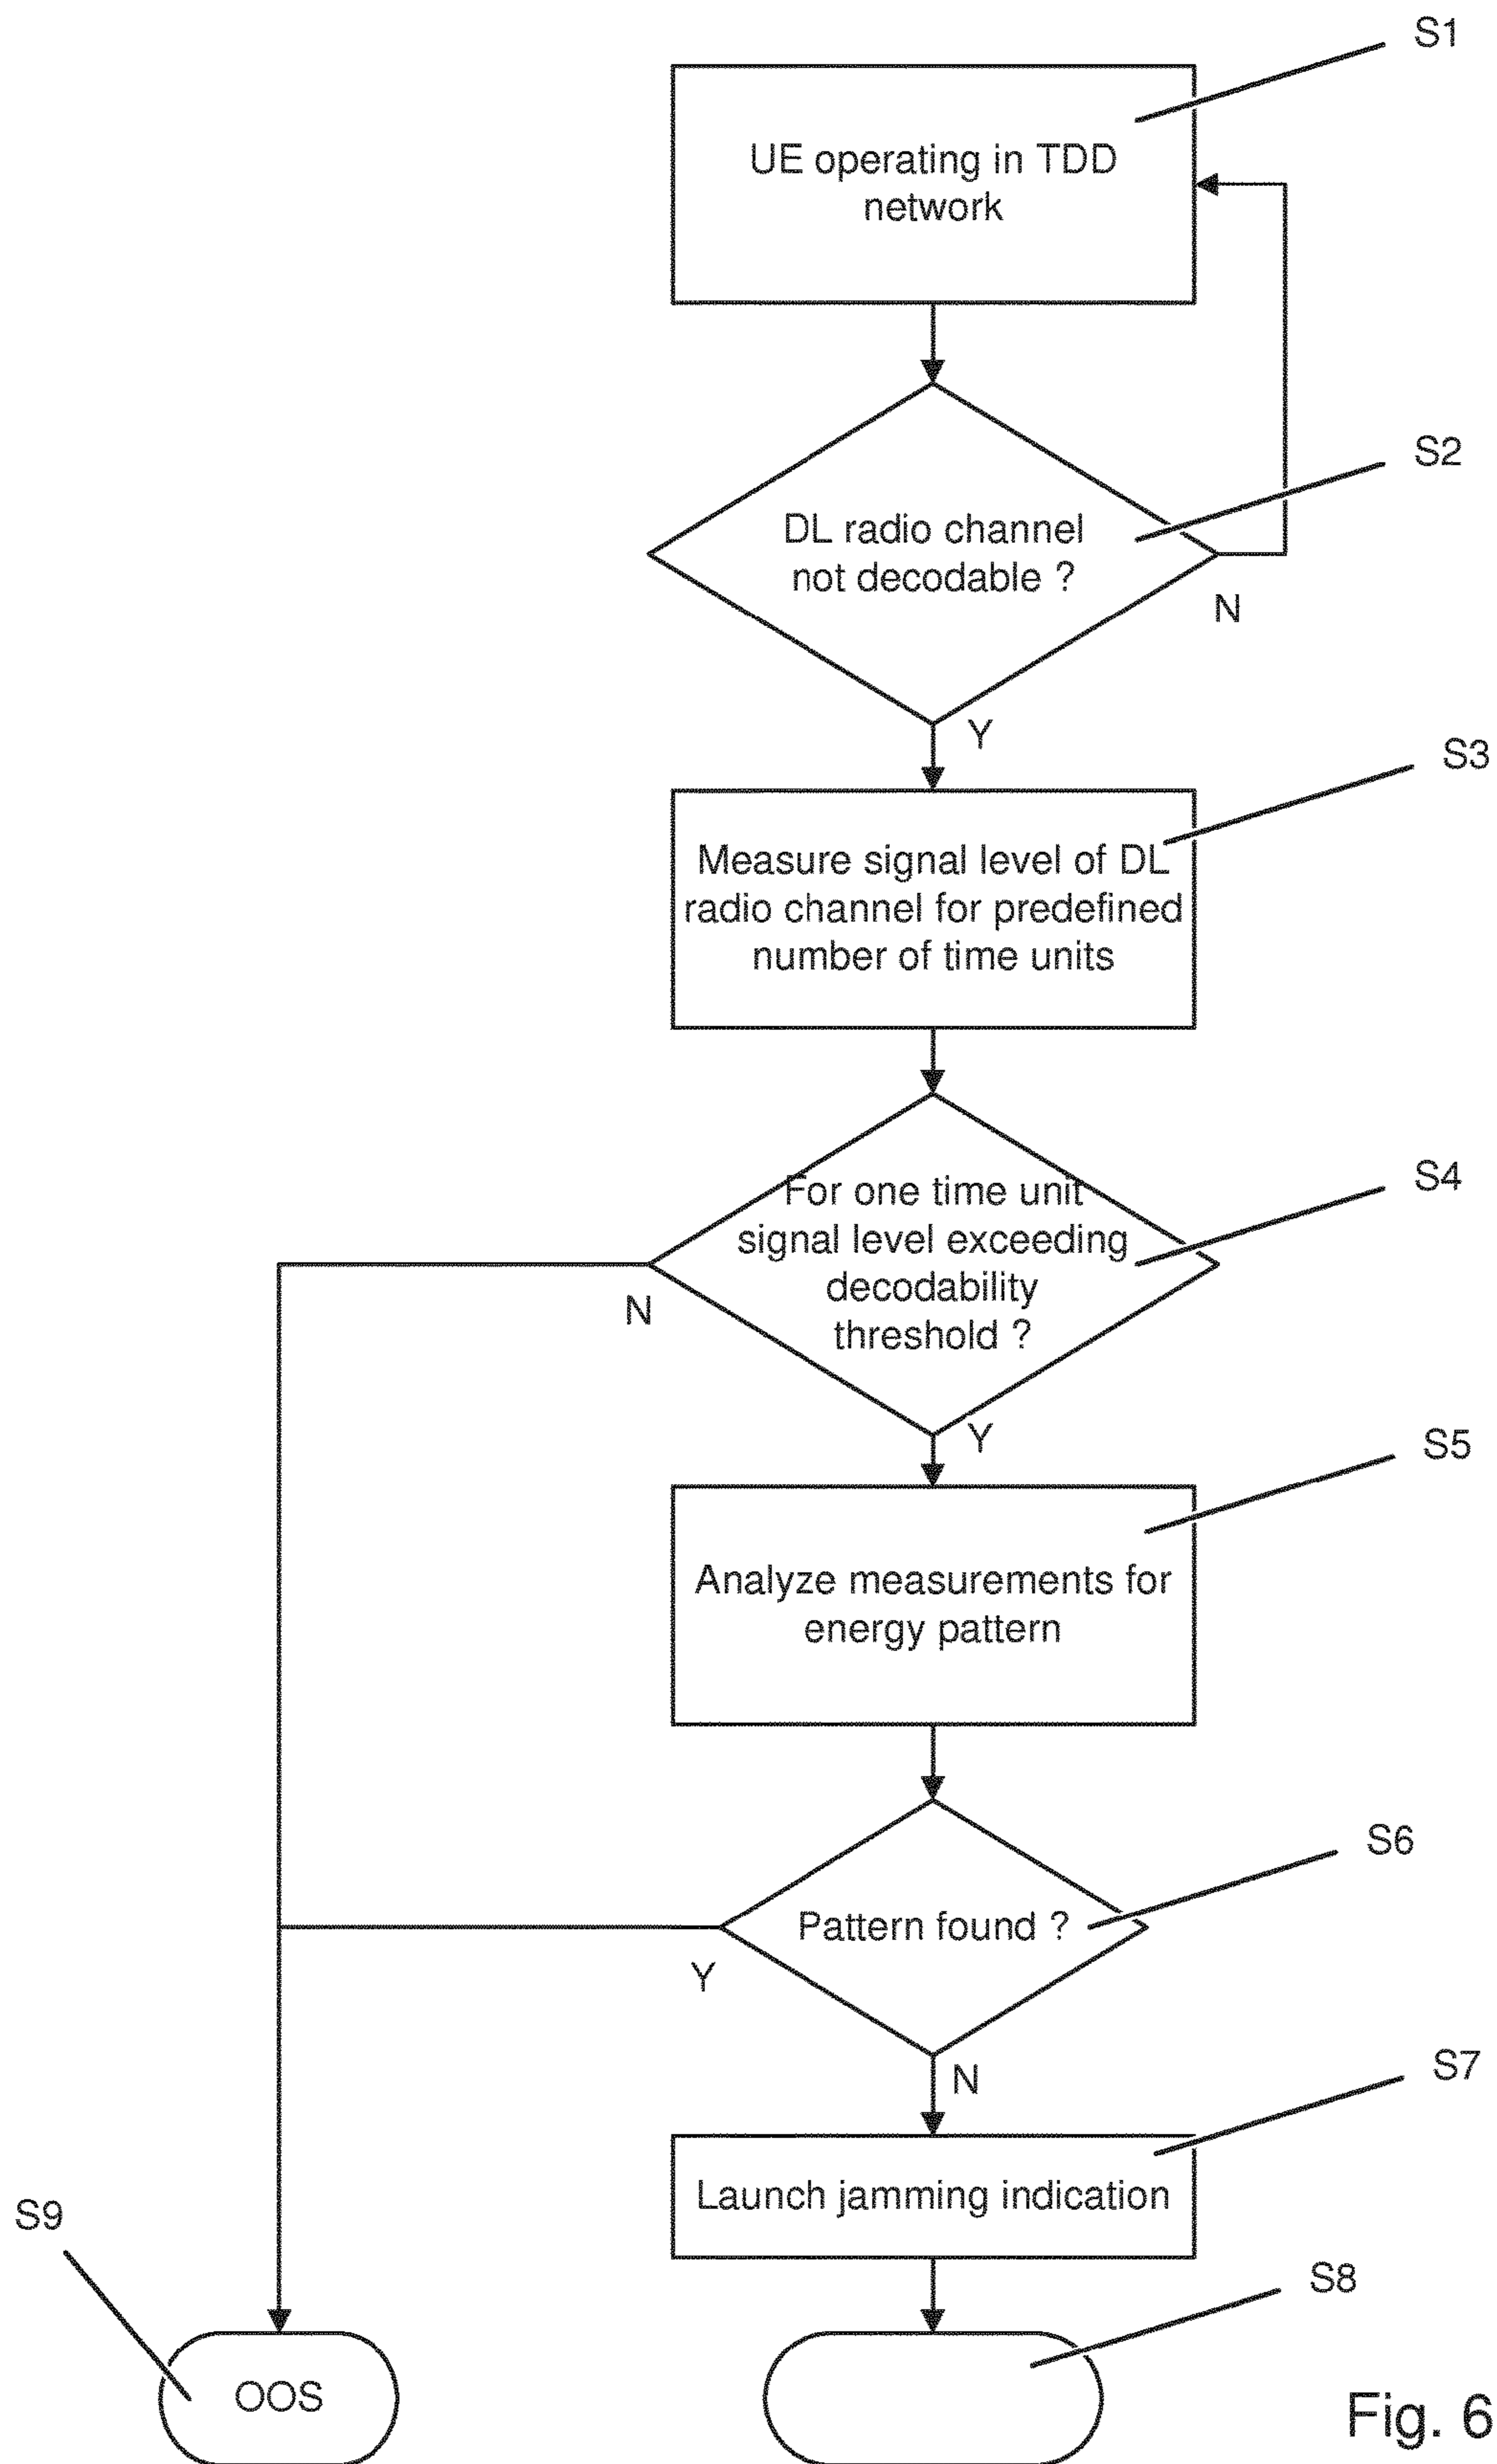 S1
UE operating in TDD
network
S2
DL radio channel
not decodable ?
N
Y
S3
Measure signal level of DL
radio channel for predefined
number of time units
S4
For one time unit
signal level exceeding
decodability
threshold ?
N
Y
S5
Analyze measurements for
energy pattern
S6
Pattern found ?
Y
N
S7
Launch jamming indication
S9
S8
OOS
Fig. 6